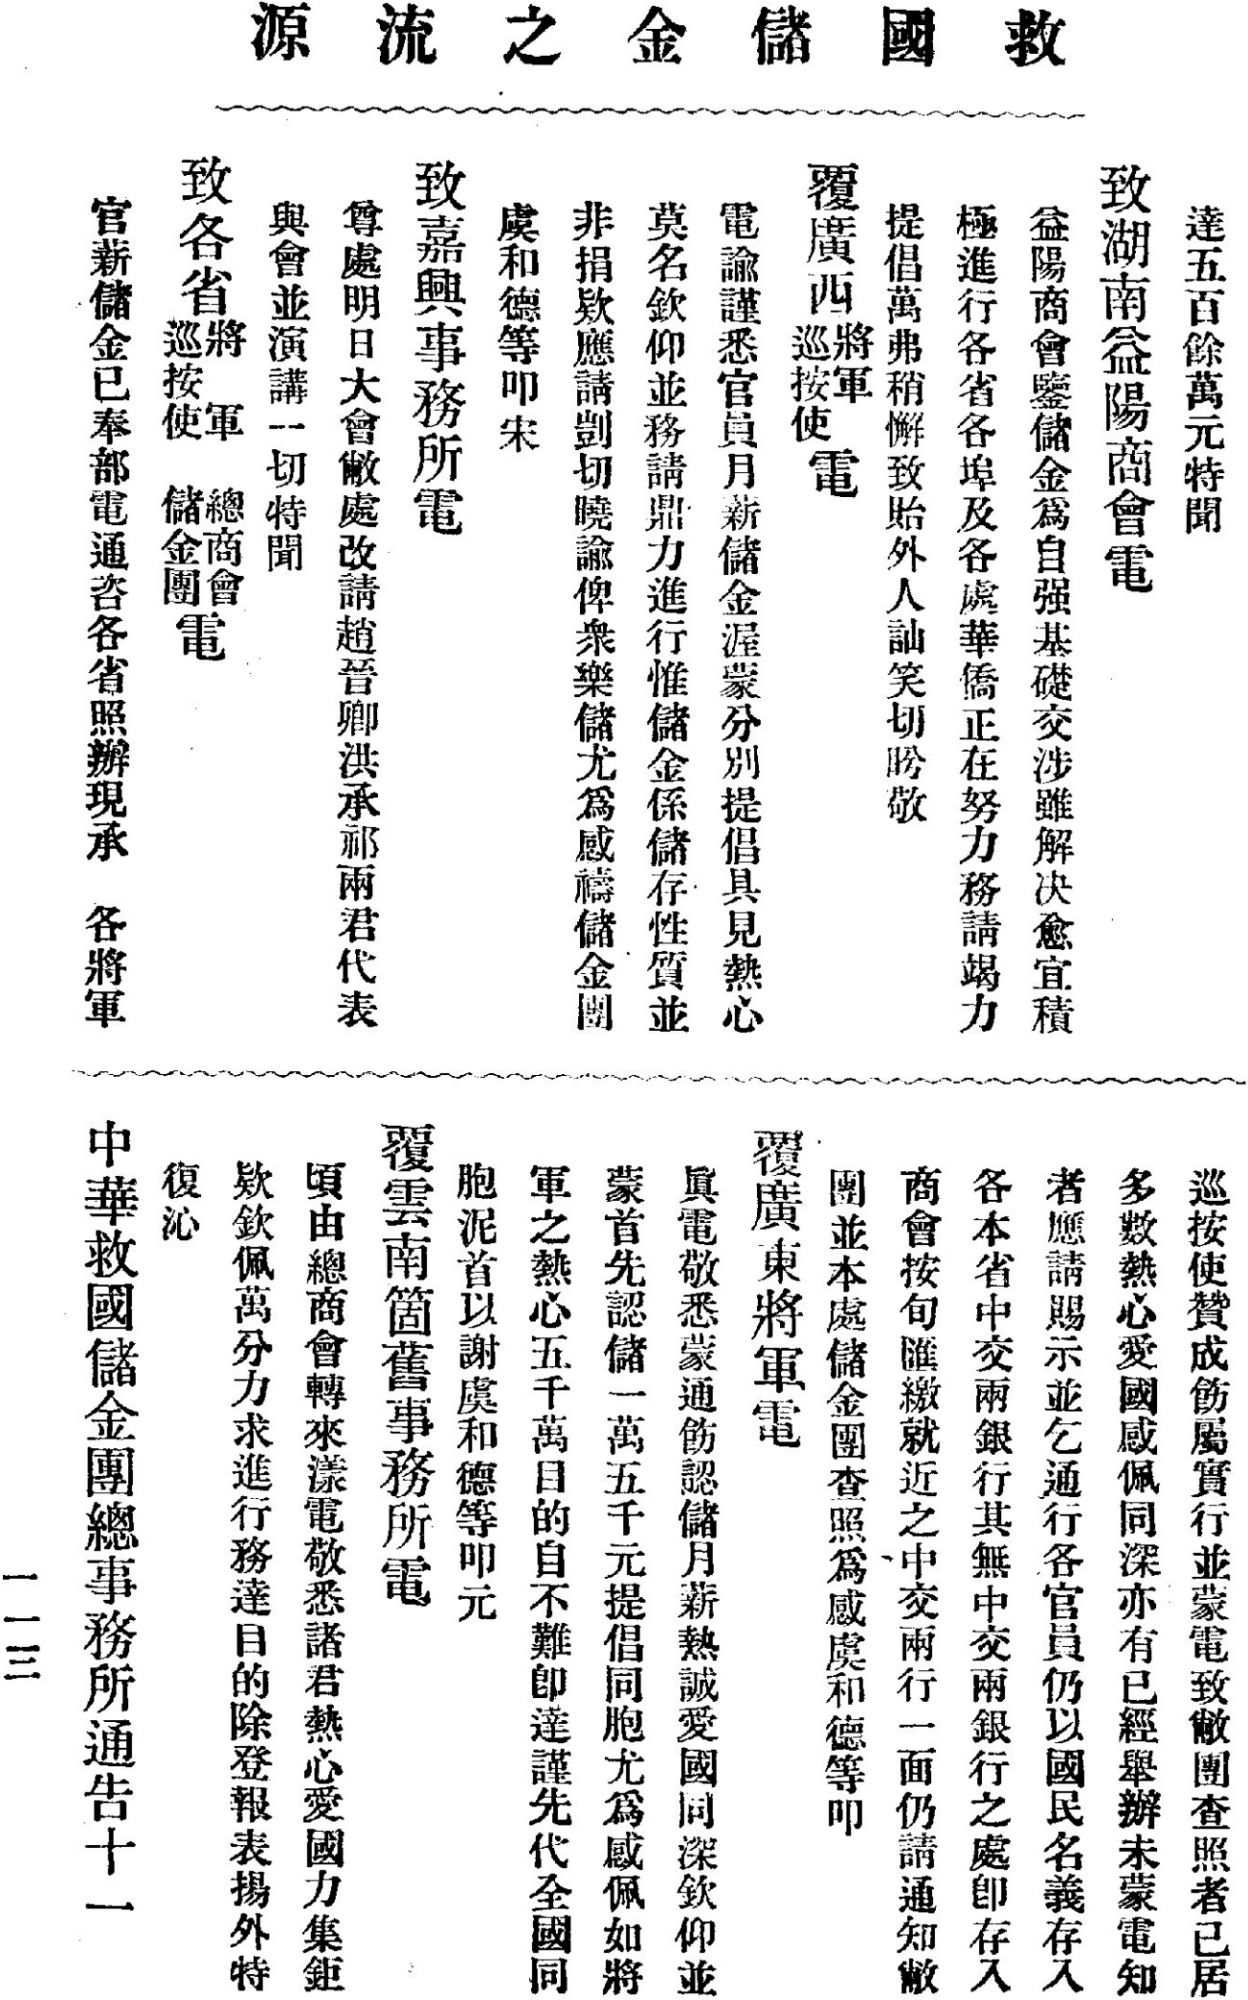 救國儲金之流源
達五百餘萬元特聞
致湖南益陽商會電
益陽商會鑒儲金爲自强基礎交涉雖解决愈宜積
極進行各省各埠及各處華僑正在努力務請竭力
提倡萬弗稍懈致貽外人訕笑切盼敬
覆廣西將軍巡按使電
電諭謹悉官員月薪儲金渥蒙分別提倡具見熱心
莫名欽仰並務請鼎力進行惟儲金係儲存性質並
非捐欵應請剴切曉諭俾衆樂儲尤爲感禱儲金團
虞和德等叩宋
致嘉興事務所電
尊處明日大會敝處改請趙晉卿洪承祁兩君代表
與會並演講一切特聞
致各省將軍巡按使總商會儲金團電
官薪儲金已奉部電通咨各省照辦現承　各將軍
巡按使贊成飭屬實行並蒙電致敝團查照者已居
多數熱心愛國感佩同深亦有已經舉辦未蒙電知
者應請賜示並乞通行各官員仍以國民名義存入
各本省中交兩銀行其無中交兩銀行之處卽存入
商會按旬匯繳就近之中交兩行一面仍請通知敝
團並本處儲金團查照爲感虞和德等叩
覆廣東將軍電
眞電敬悉蒙通飭認儲月薪熱誠愛國同深欽仰並
蒙首先認儲一萬五千元提倡同胞尤爲感佩如將
軍之熱心五千萬目的自不難卽達謹先代全國同
胞泥首以謝虞和德等叩元
覆雲南箇舊事務所電
頃由總商會轉來漾電敬悉諸君熱心愛國力集鉅
欵欽佩萬分力求進行務達目的除登報表揚外特
復沁
中華救國儲金團總事務所通告十一
一一三